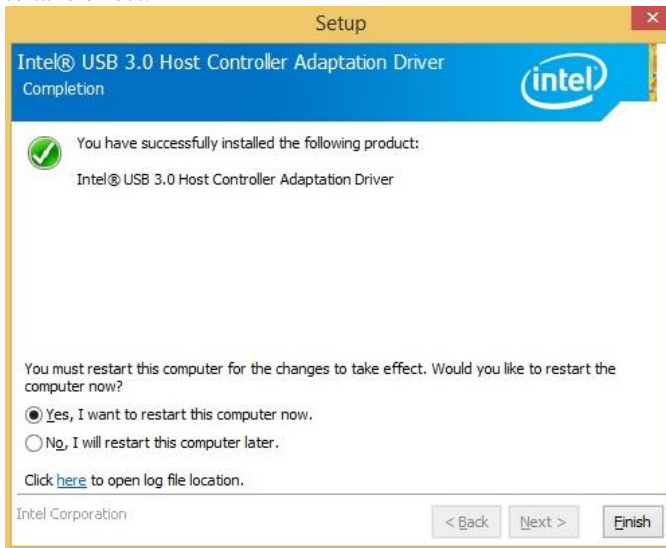 Setup
Intel® USB 3.0 Host Controller Adaptation Driver
Completion
intel
You have successfully installed the following product:
Intel® USB 3.0 Host Controller Adaptation Driver
You must restart this computer for the changes to take effect. Would you like to restart the
computer now?
Yes, I want to restart this computer now.
No, I will restart this computer later.
Click here to open log file location.
Intel Corporation
< Back
Next >
Finish